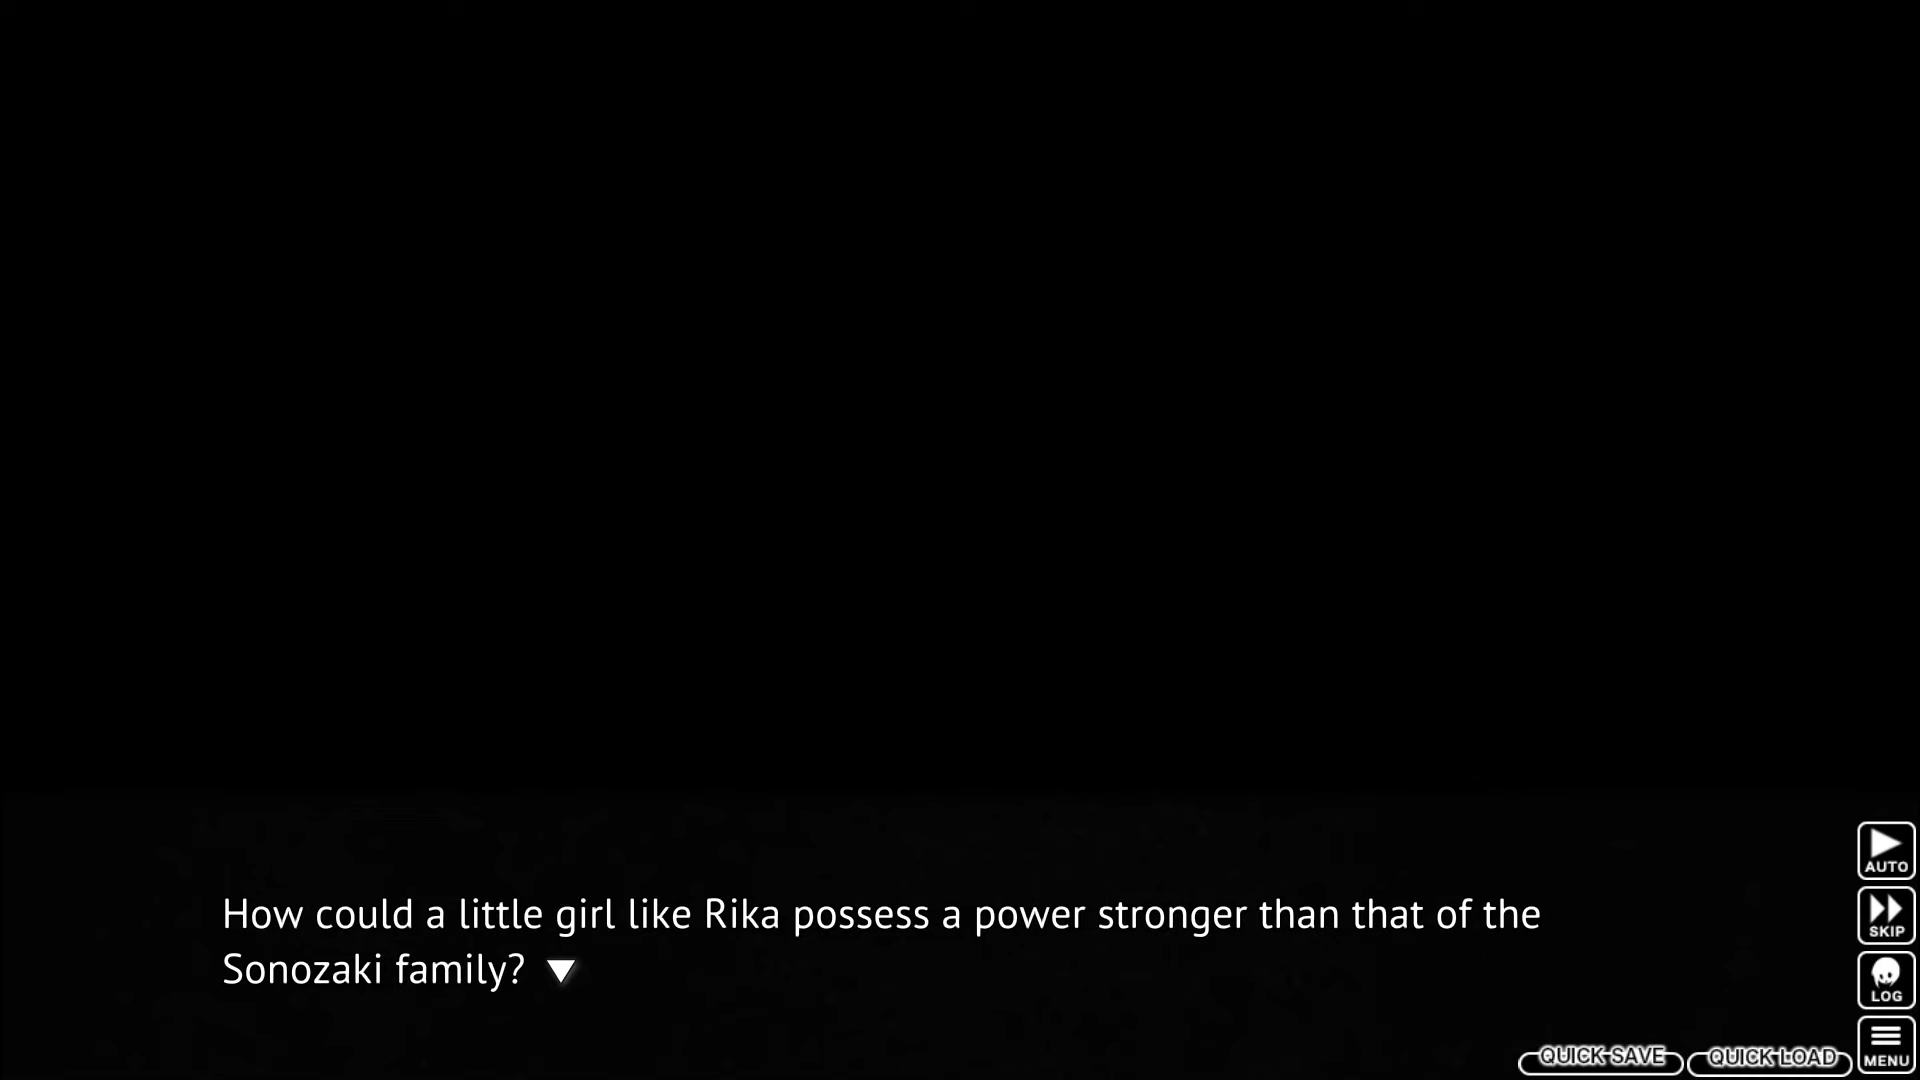 How could a little girl like Rika possess a power stronger than that of the
Sonozaki family?
AUTO
SKIP
LOG
MENU
QUICK SAVE
QUICK LOAD